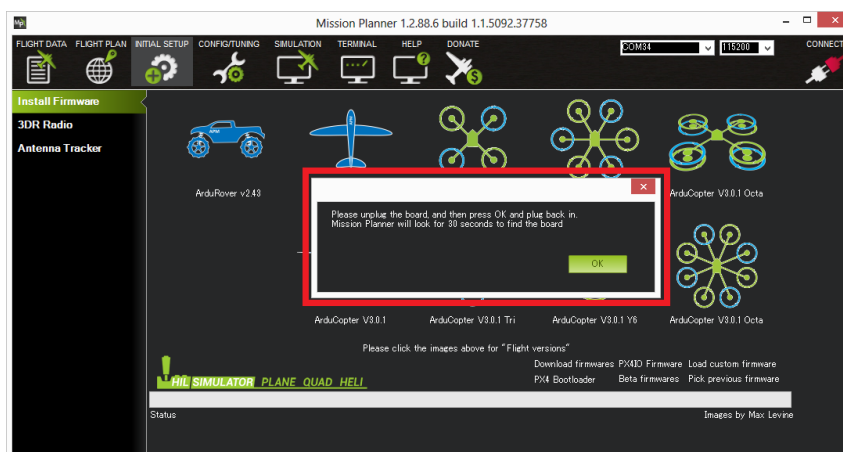 Mission Planner 1.2.88.6 build 1.1.5092.37758
FLIGHT DATA FLIGHT PLAN INITIAL SETUP CONFIG/TUNING SIMULATION TERMINAL HELP DONATE COM34 115200 CONNECT
Install Firmware
3DR Radio
Antenna Tracker
APM
ArduRover v2.43
ArduCopter V3.0.1 Octa
Please unplug the board, and then press OK and plug back in.
Mission Planner will look for 30 seconds to find the board
OK
ArduCopter V3.0.1 ArduCopter V3.0.1 Tri ArduCopter V3.0.1 Y6 ArduCopter V3.0.1 Octa
Please click the images above for "Flight versions"
Download firmwares PX4IO Firmware Load custom firmware
PX4 Bootloader Beta firmwares Pick previous firmware
HIL SIMULATOR PLANE QUAD HELI
Status
Images by Max Levine